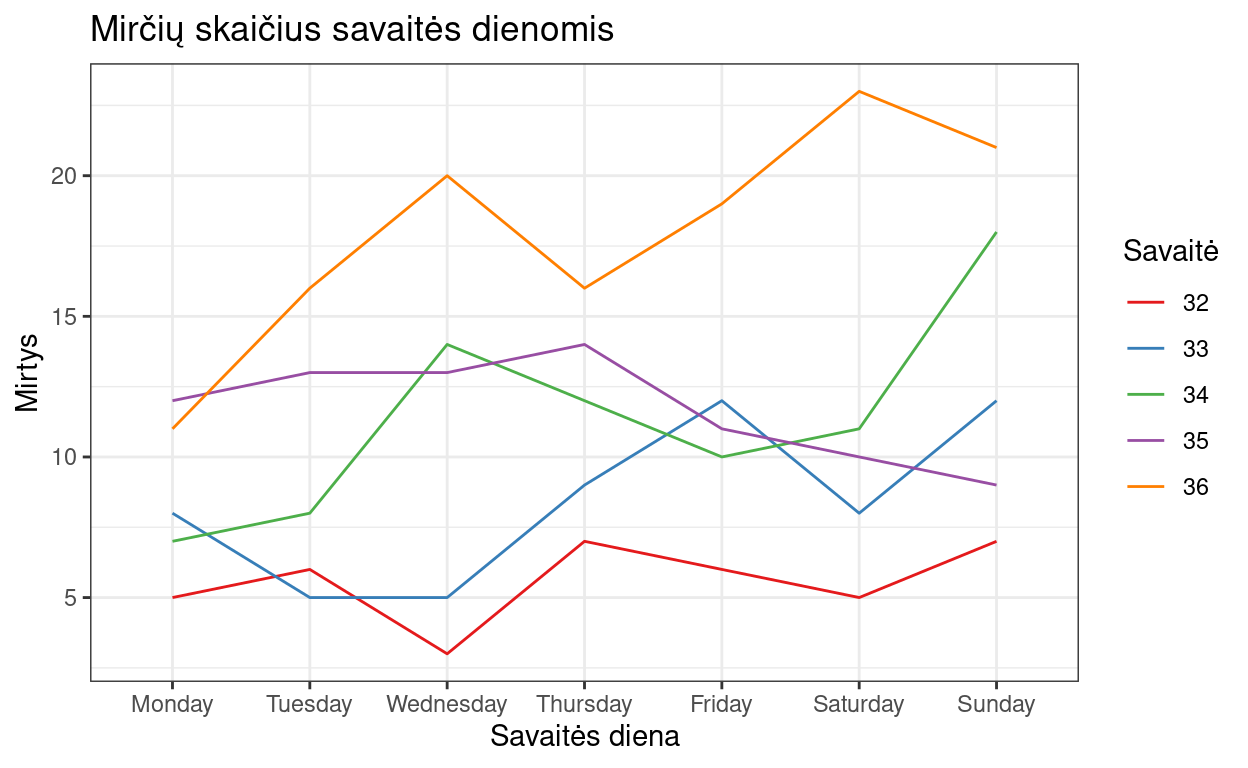 Mirčių skaičius savaitės dienomis
Mirtys
20
15
10
5
Monday Tuesday Wednesday Thursday Friday Saturday Sunday
Savaitės diena
Savaitė
32
33
34
35
36